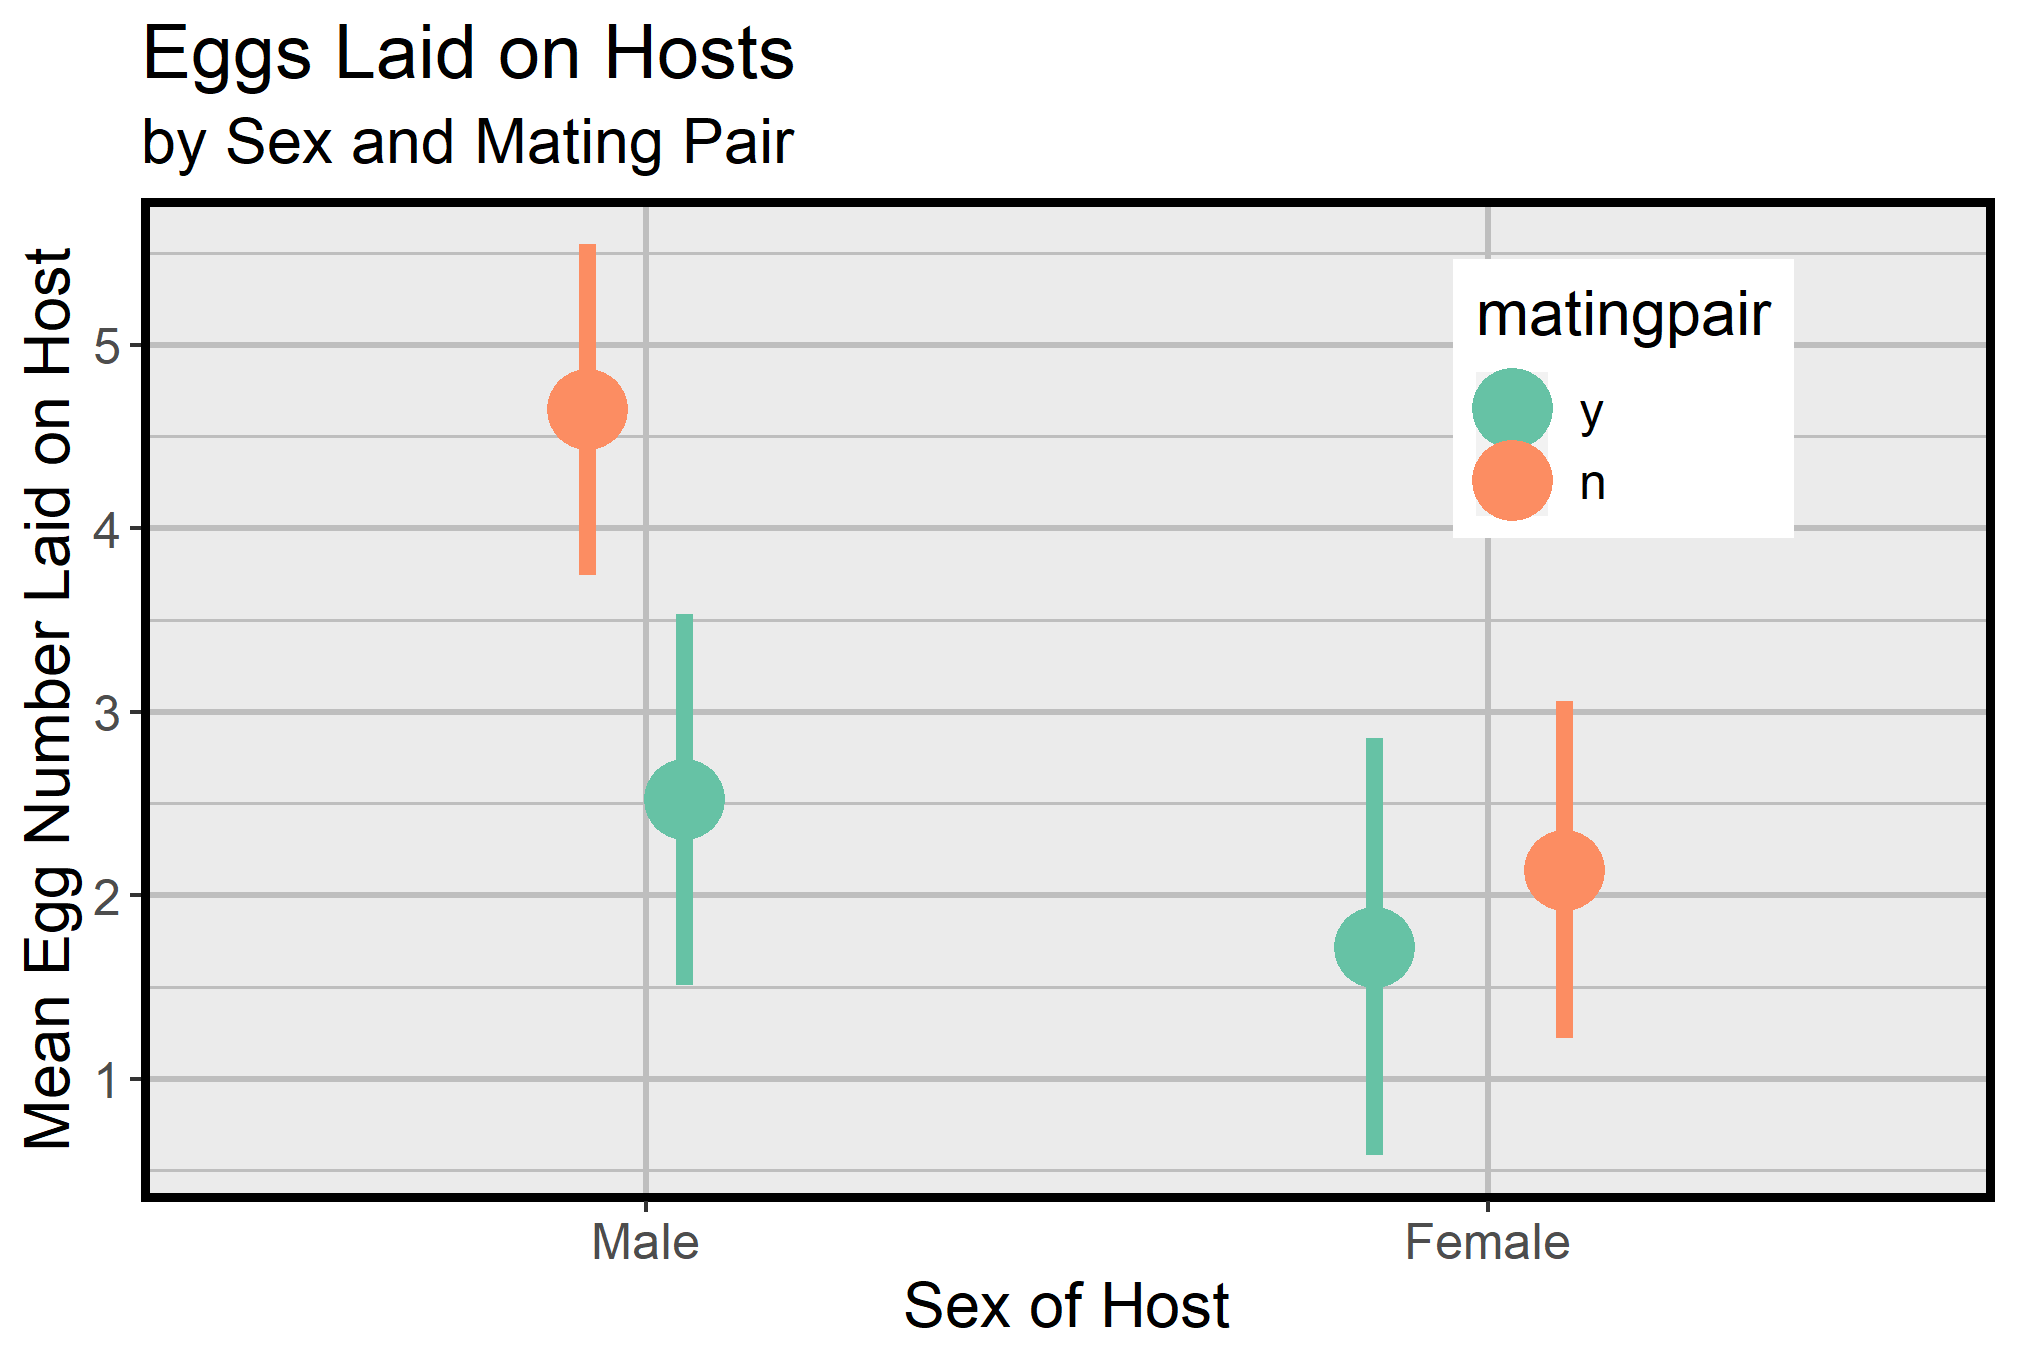 Eggs Laid on Hosts
by Sex and Mating Pair
Mean Egg Number Laid on Host
5
4
3
2
1
matingpair
y
n
Male
Female
Sex of Host